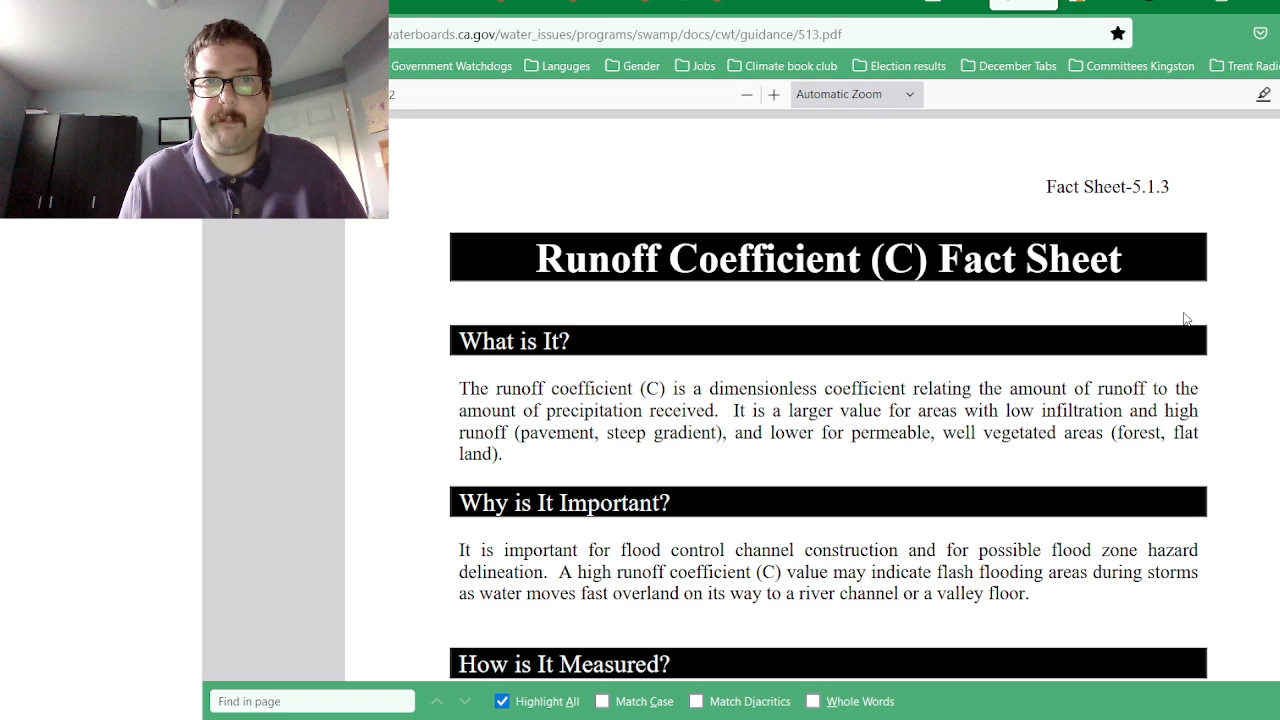 waterboards.ca.gov/water_issues/programs/swamp/docs/cwt/guidance/513.pdf
Government Watchdogs Languges Gender Jobs Climate book club Election results December Tabs Committees Kingston Trent Radi
2 Automatic Zoom
Fact Sheet-5.1.3
Runoff Coefficient (C) Fact Sheet
What is It?
The runoff coefficient (C) is a dimensionless coefficient relating the amount of runoff to the
amount of precipitation received. It is a larger value for areas with low infiltration and high
runoff (pavement, steep gradient), and lower for permeable, well vegetated areas (forest, flat
land).
Why is It Important?
It is important for flood control channel construction and for possible flood zone hazard
delineation. A high runoff coefficient (C) value may indicate flash flooding areas during storms
as water moves fast overland on its way to a river channel or a valley floor.
How is It Measured?
Find in page Highlight All Match Case Match Diacritics Whole Words